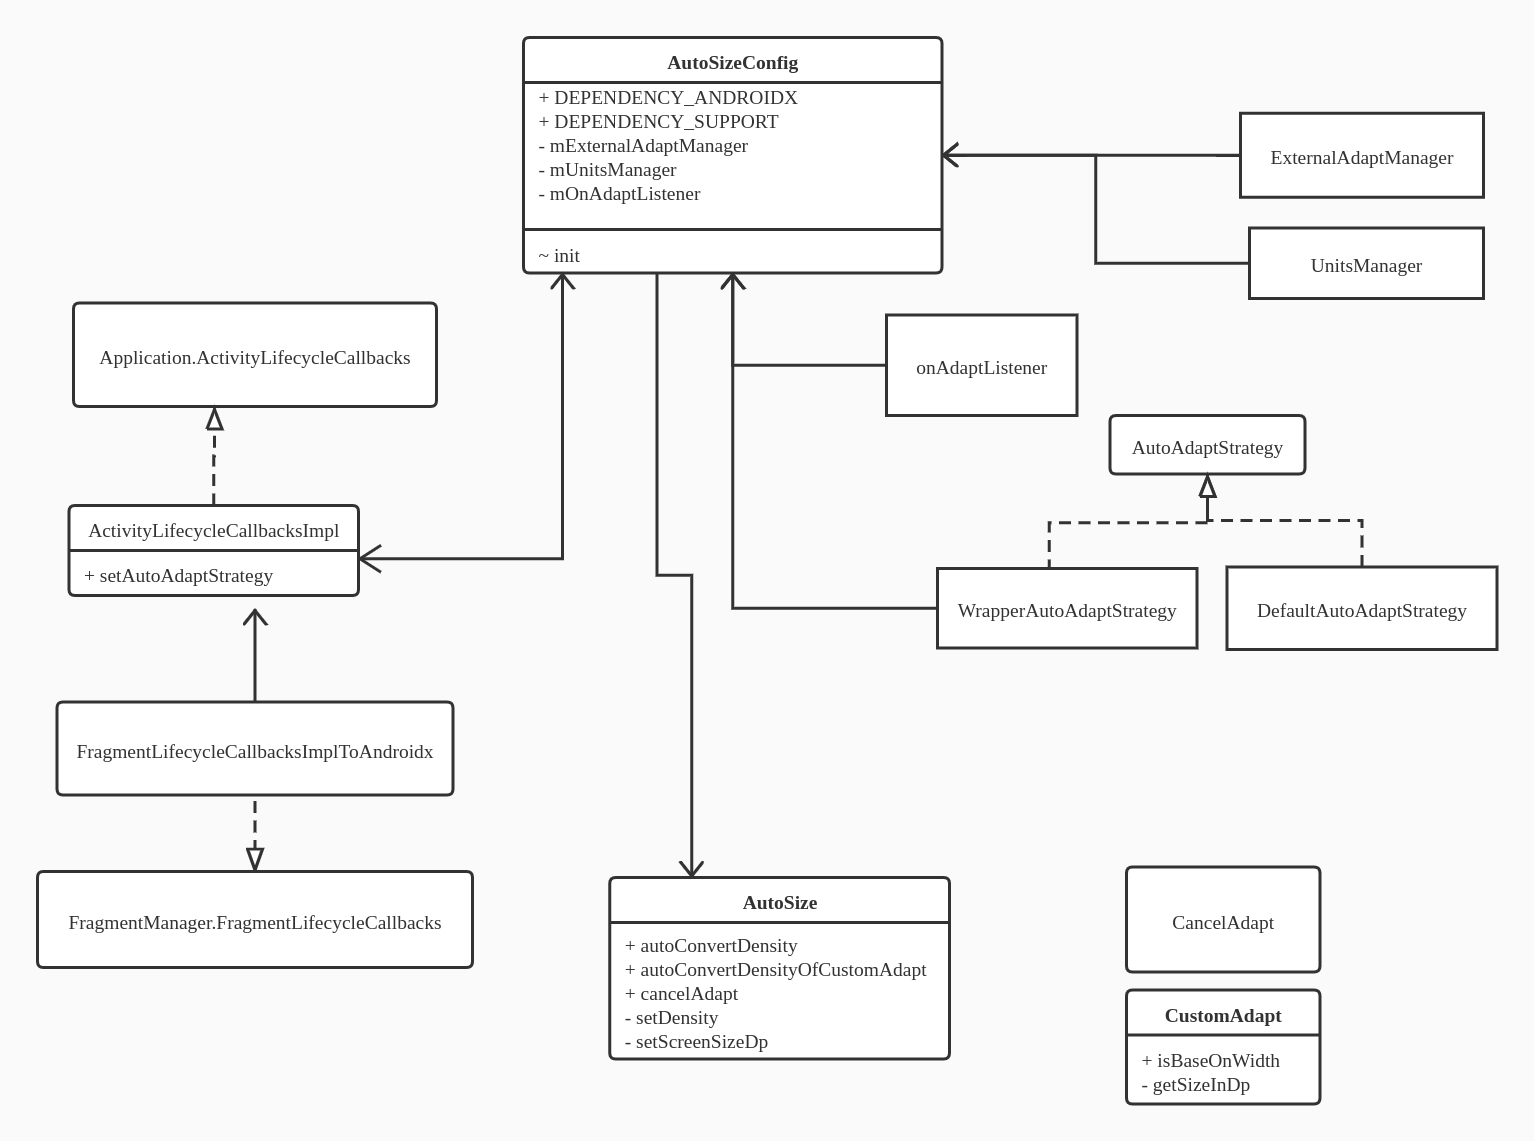 AutoSizeConfig
+ DEPENDENCY_ANDROIDX
+ DEPENDENCY_SUPPORT
- mExternalAdaptManager
- mUnitsManager
- mOnAdaptListener
~ init
ExternalAdaptManager
UnitsManager
Application.ActivityLifecycleCallbacks
onAdaptListener
AutoAdaptStrategy
ActivityLifecycleCallbacksImpl
+ setAutoAdaptStrategy
WrapperAutoAdaptStrategy
DefaultAutoAdaptStrategy
FragmentLifecycleCallbacksImplToAndroidx
FragmentManager.FragmentLifecycleCallbacks
AutoSize
+ autoConvertDensity
+ autoConvertDensityOfCustomAdapt
+ cancelAdapt
- setDensity
- setScreenSizeDp
CancelAdapt
CustomAdapt
+ isBaseOnWidth
- getSizeInDp